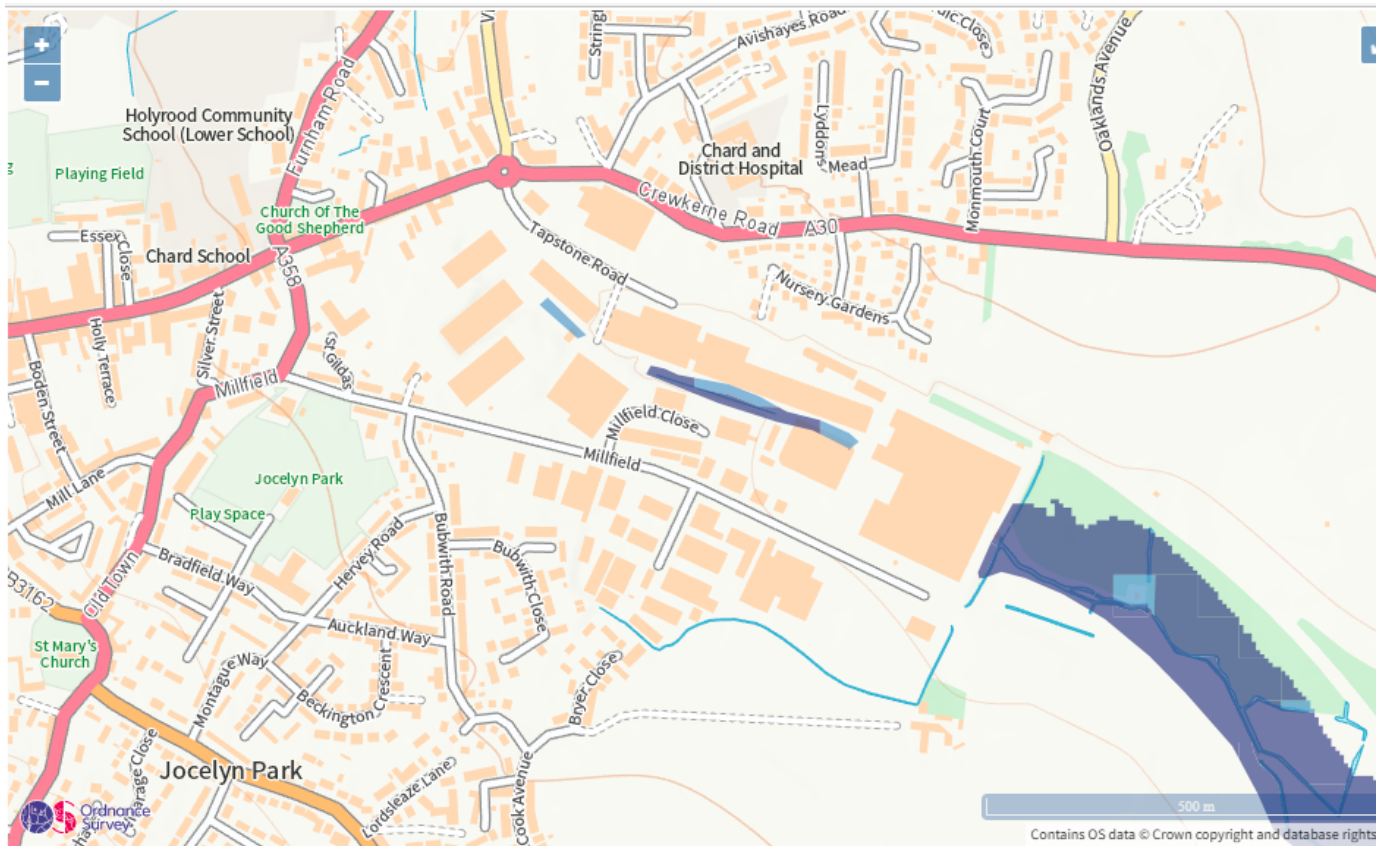 +
−
Furnham Road
Avishayes Road
Oaklands Avenue
Holyrood Community
School (Lower School)
Playing Field
Chard and
District Hospital
Lyddons
Mead
Monmouth Court
Crewkerne Road
A30
Church Of The
Good Shepherd
Essex Close
Chard School
A358
Tapstone Road
Nursery Gardens
Holly Terrace
Silver Street
St Gildas
Boden Street
Millfield
Millfield Close
Millfield
Jocelyn Park
Play Space
Mill Lane
Hervey Road
Bubwith Road
Bubwith Close
Bradfield Way
Old Town
B3162
Auckland Way
St Mary's
Church
Montague Way
Beckington Crescent
Bryer Close
Jocelyn Park
Lordsleaze Lane
Cook Avenue
Ordnance
Survey
500 m
Contains OS data © Crown copyright and database rights